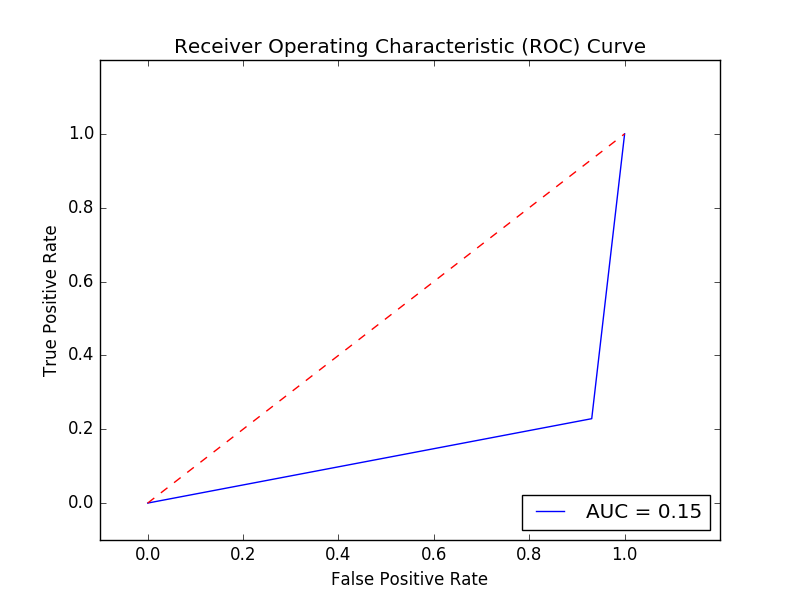 Receiver Operating Characteristic (ROC) Curve
1.0
0.8
0.6
0.4
0.2
0.0
True Positive Rate
AUC = 0.15
0.0 0.2 0.4 0.6 0.8 1.0
False Positive Rate